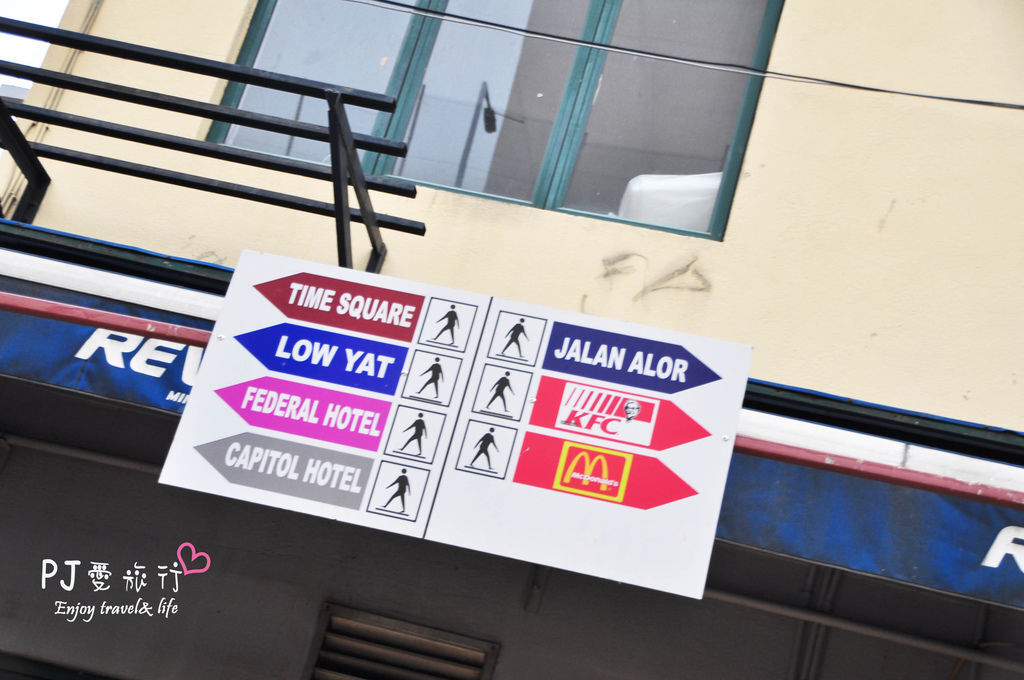 TIME SQUARE
LOW YAT
FEDERAL HOTEL
CAPITOL HOTEL
JALAN ALOR
KFC
McDonald's
PJ愛旅行
Enjoy travel& life